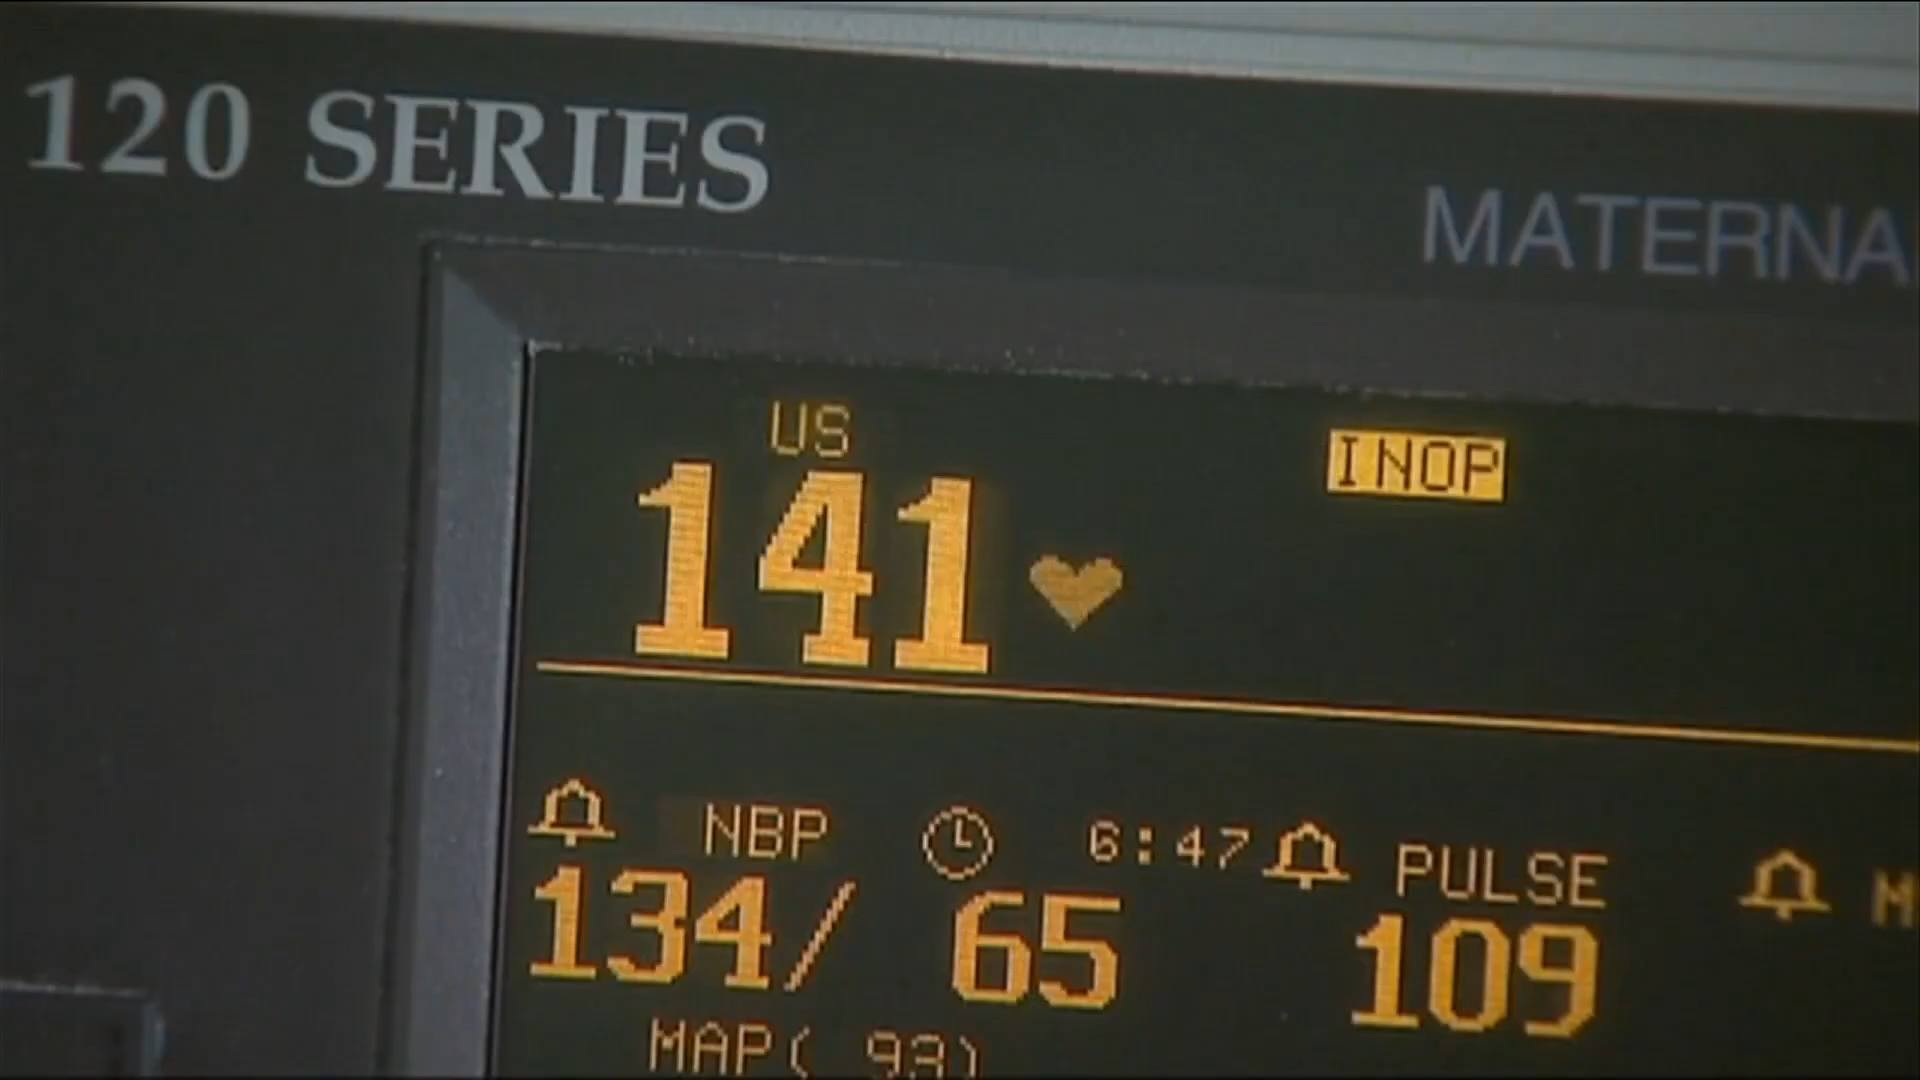 120 SERIES
MATERNA
US
INOP
141
NBP
6:47
PULSE
M
134/ 65
109
MAP( 93)